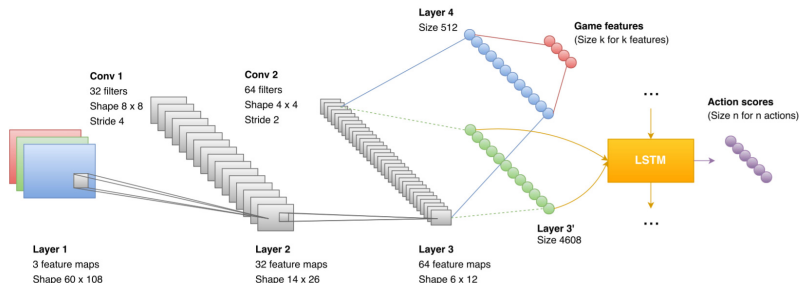 Layer 4
Size 512
Game features
(Size k for k features)
Conv 1
32 filters
Shape 8 x 8
Stride 4
Conv 2
64 filters
Shape 4 x 4
Stride 2
...
Action scores
(Size n for n actions)
LSTM
...
Layer 1
3 feature maps
Shape 60 x 108
Layer 2
32 feature maps
Shape 14 x 26
Layer 3
64 feature maps
Shape 6 x 12
Layer 3'
Size 4608